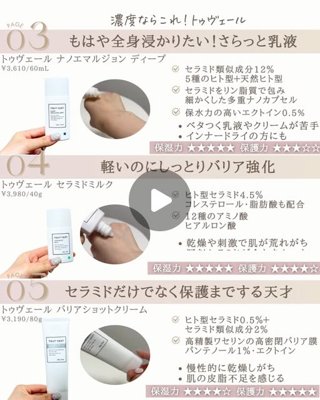 濃度ならこれ！トゥヴェール
03
もはや全身浸かりたい！さらっと乳液
トゥヴェール ナノエマルジョン ディープ
¥3,610/60mL
セラミド類似成分12%
5種のヒト型+天然ヒト型
セラミドをリン脂質で包み
細かくした多重ナノカプセル
保水力の高いエクトイン0.5%
・ベタつく乳液やクリームが苦手
・インナードライの方にも
保湿力 ★★★★★ 保護力 ★★★☆☆
04
軽いのにしっとりバリア強化
トゥヴェール セラミドミルク
¥3,980/40g
ヒト型セラミド4.5%
コレステロール・脂肪酸も配合
12種のアミノ酸
ヒアルロン酸
・乾燥や刺激で肌が荒れがち
保湿力 ★★★★★ 保護力 ★★★★☆
05
セラミドだけでなく保護までする天才
トゥヴェール バリアショットクリーム
¥3,190/80g
ヒト型セラミド0.5%+
セラミド類似成分2%
高精製ワセリンの高密閉バリア膜
パンテノール1%・エクトイン
・慢性的に乾燥しがち
・肌の皮脂不足を感じる
保湿力 ★★★★☆ 保護力 ★★★★★